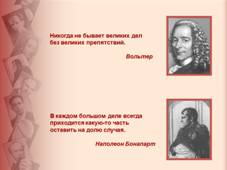 Никогда не бывает великих дел
без великих препятствий.
Вольтер
В каждом большом деле всегда
приходится какую-то часть
оставить на долю случая.
Наполеон Бонапарт